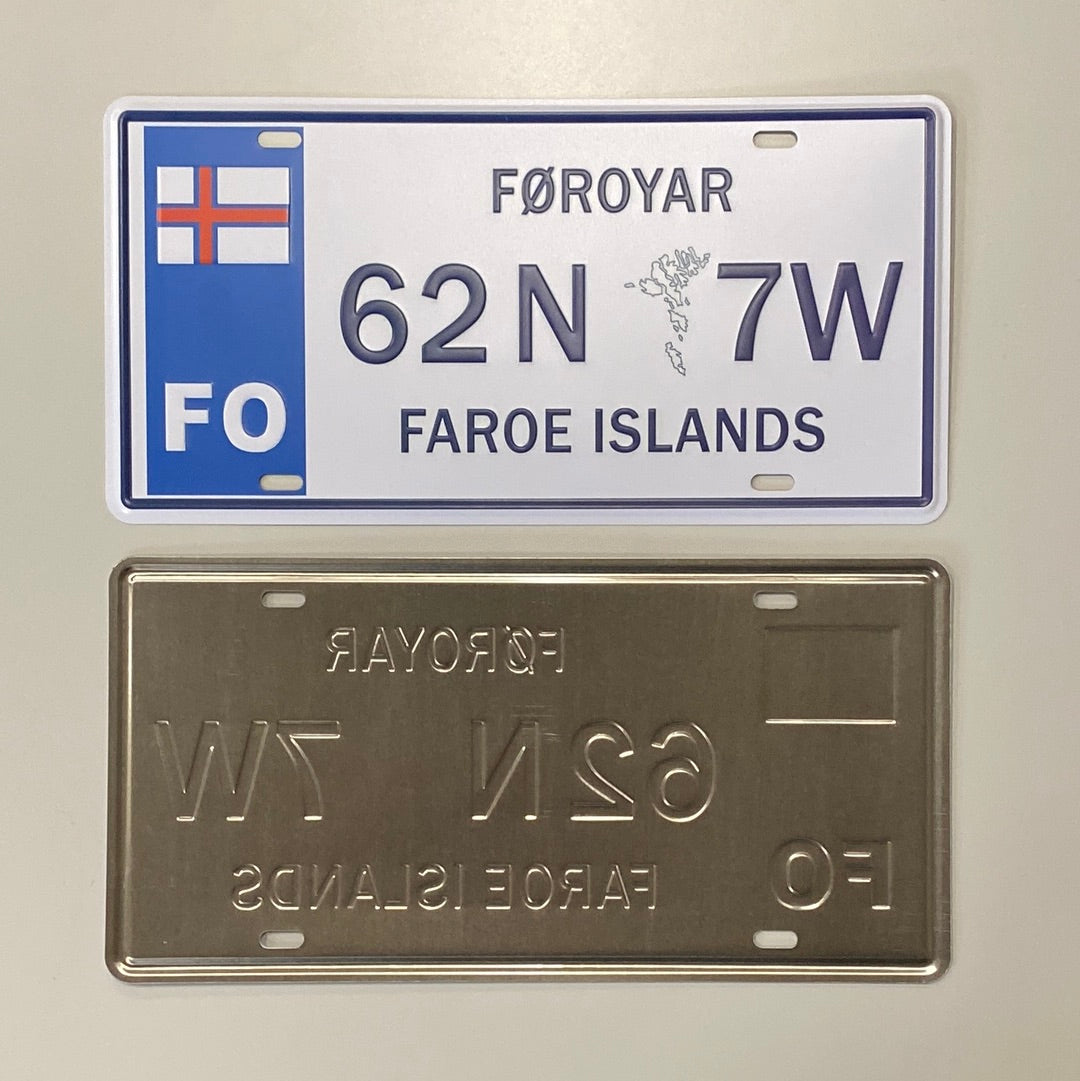 FØROYAR
62N 7W
FO
FAROE ISLANDS
FØROYAR
62N 7W
FO
FAROE ISLANDS